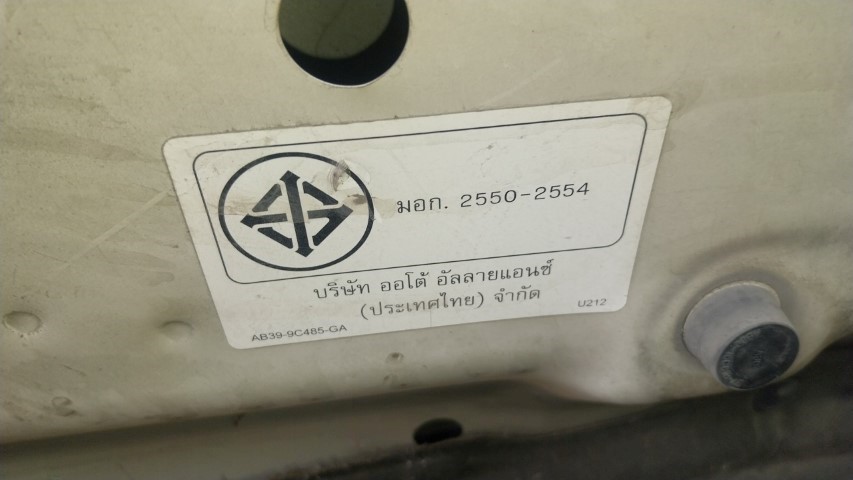 มอก. 2550-2554
บริษัท ออโต้ อัลลายแอนซ์
(ประเทศไทย) จำกัด
AB39-9C485-GA
U212